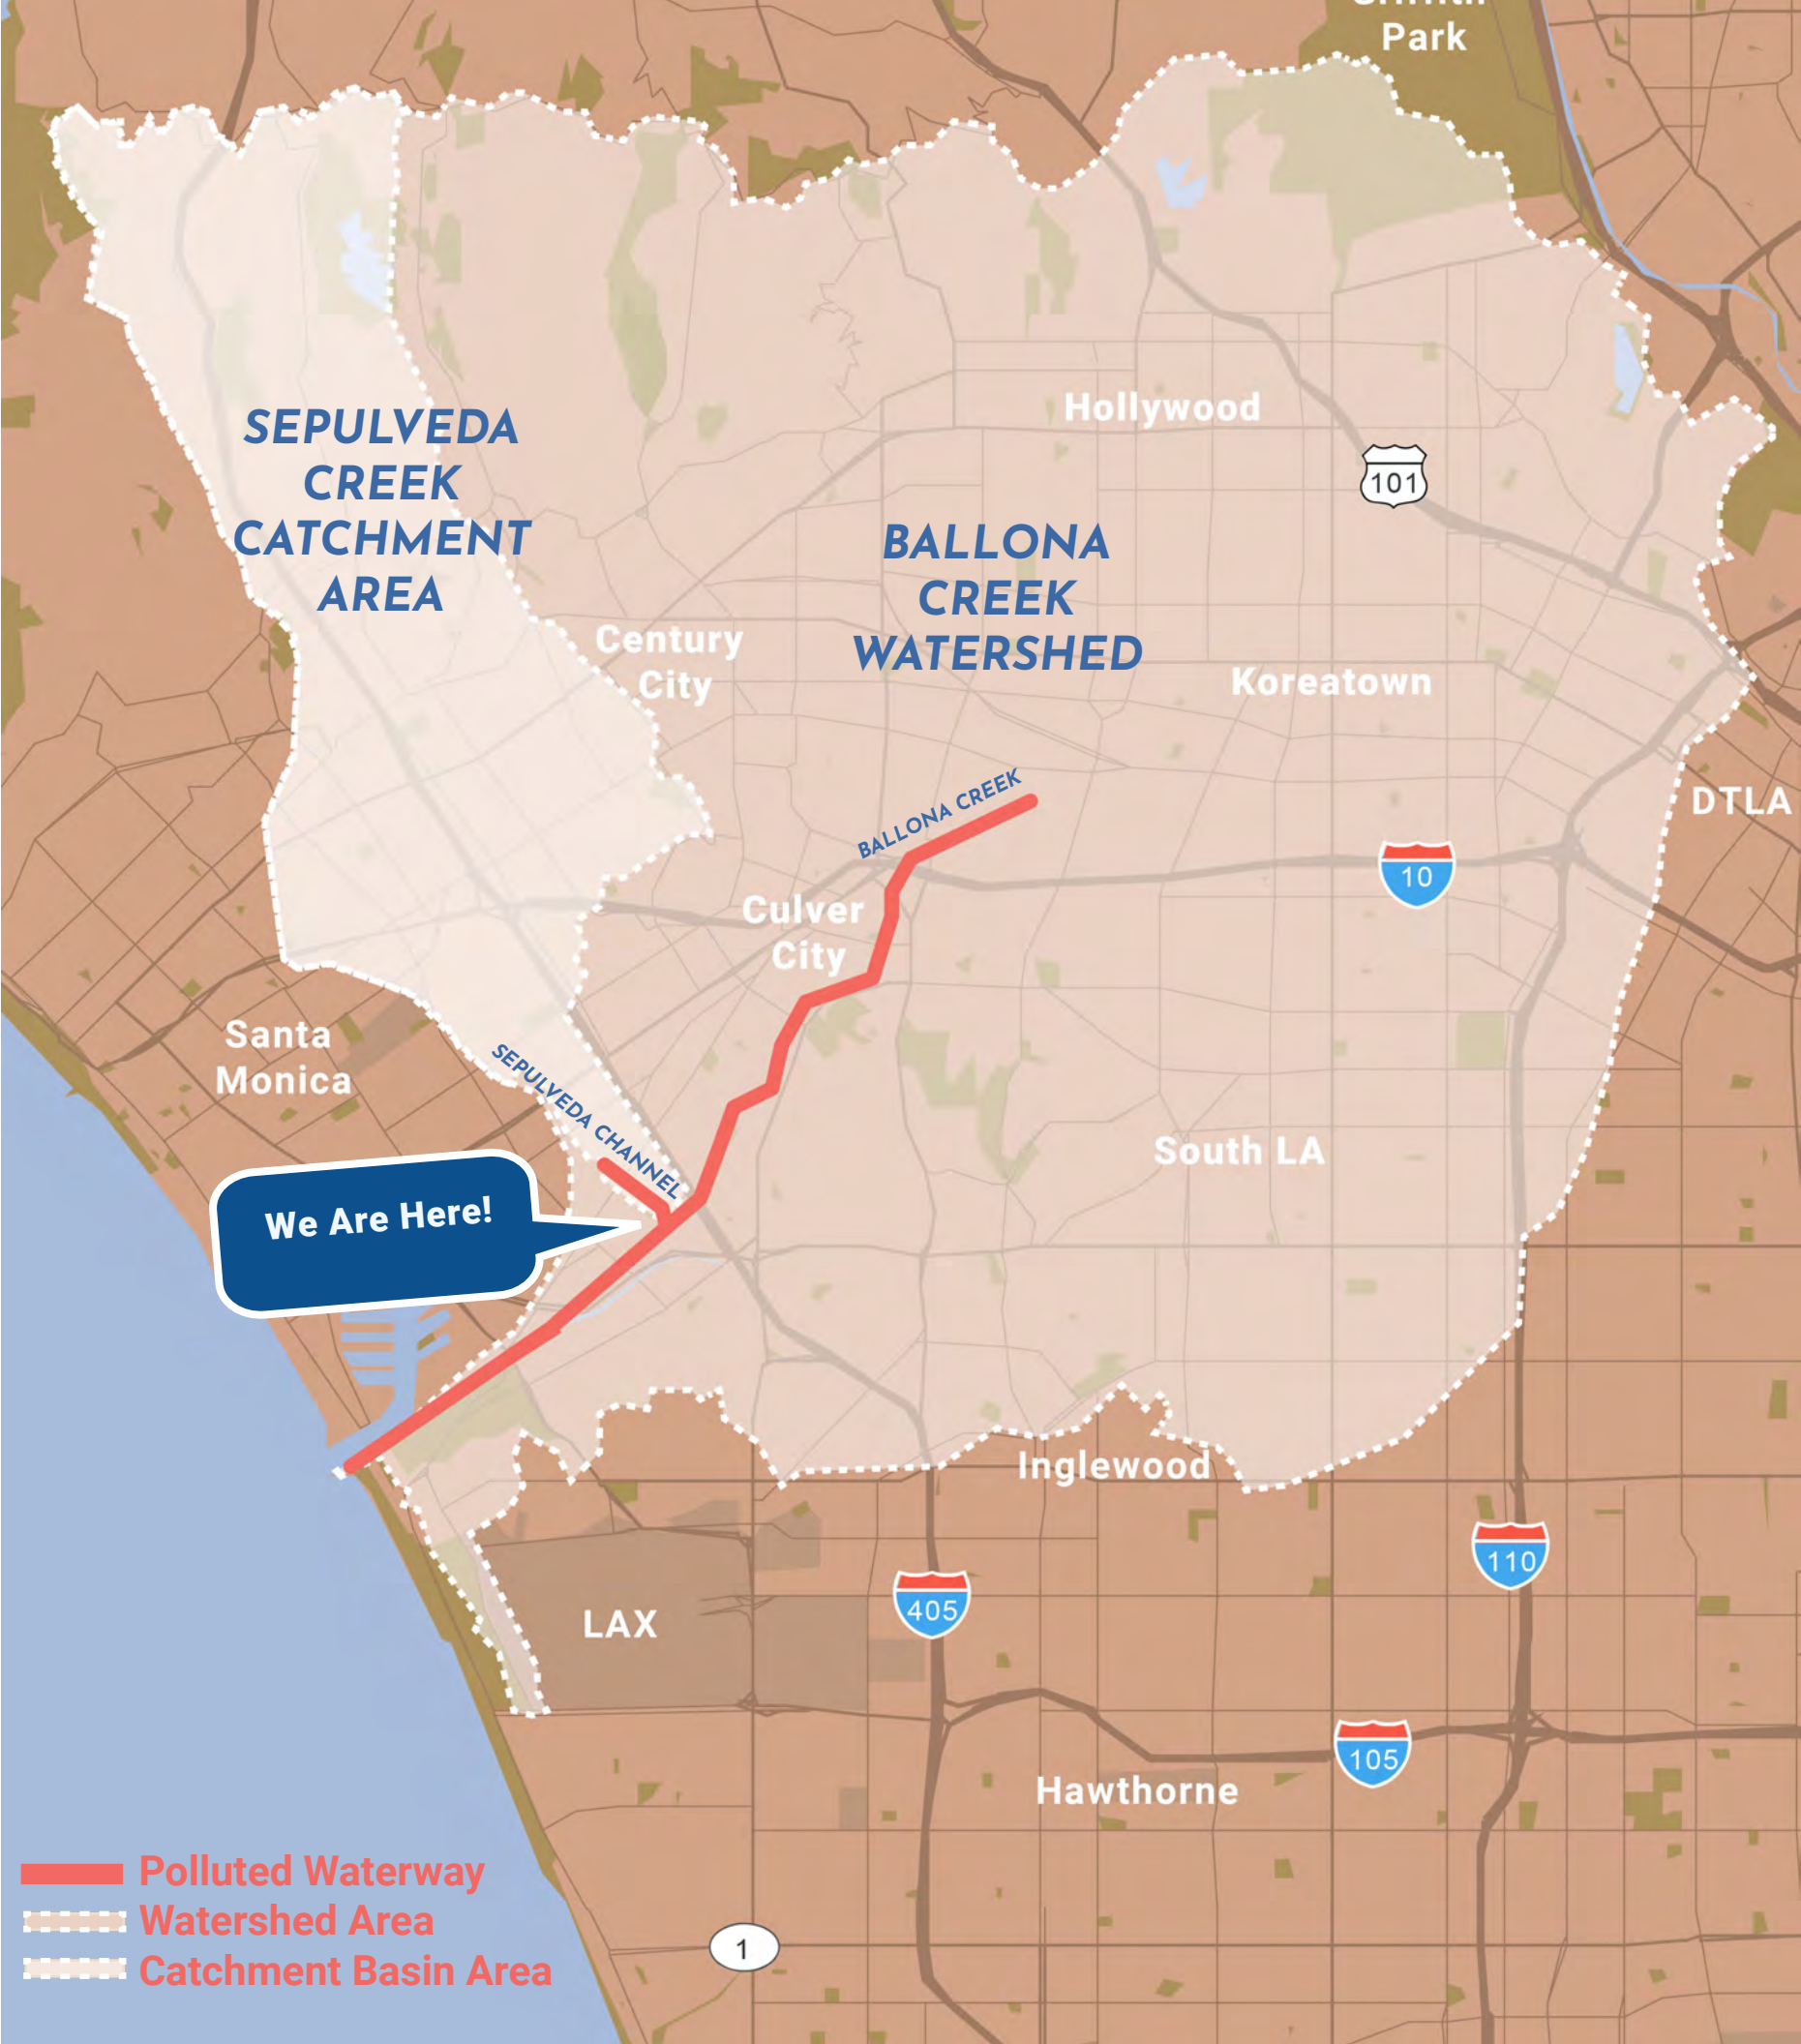 Griffith
Park
SEPULVEDA
CREEK
CATCHMENT
AREA
Hollywood
101
BALLONA
CREEK
WATERSHED
Century
City
Koreatown
BALLONA CREEK
DTLA
10
Culver
City
Santa
Monica
SEPULVEDA CHANNEL
South LA
We Are Here!
Inglewood
110
405
LAX
105
Hawthorne
Polluted Waterway
Watershed Area
Catchment Basin Area
1